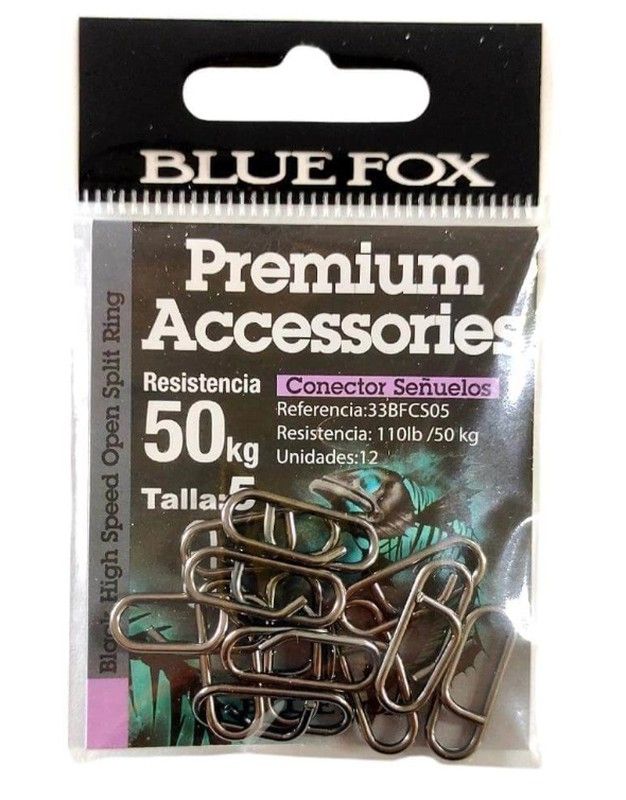 BLUE FOX
Premium
Accessories
Resistencia
50kg
Talla:5
Conector Señuelos
Referencia:33BFCS05
Resistencia: 110lb /50 kg
Unidades:12
Black High Speed Open Split Ring